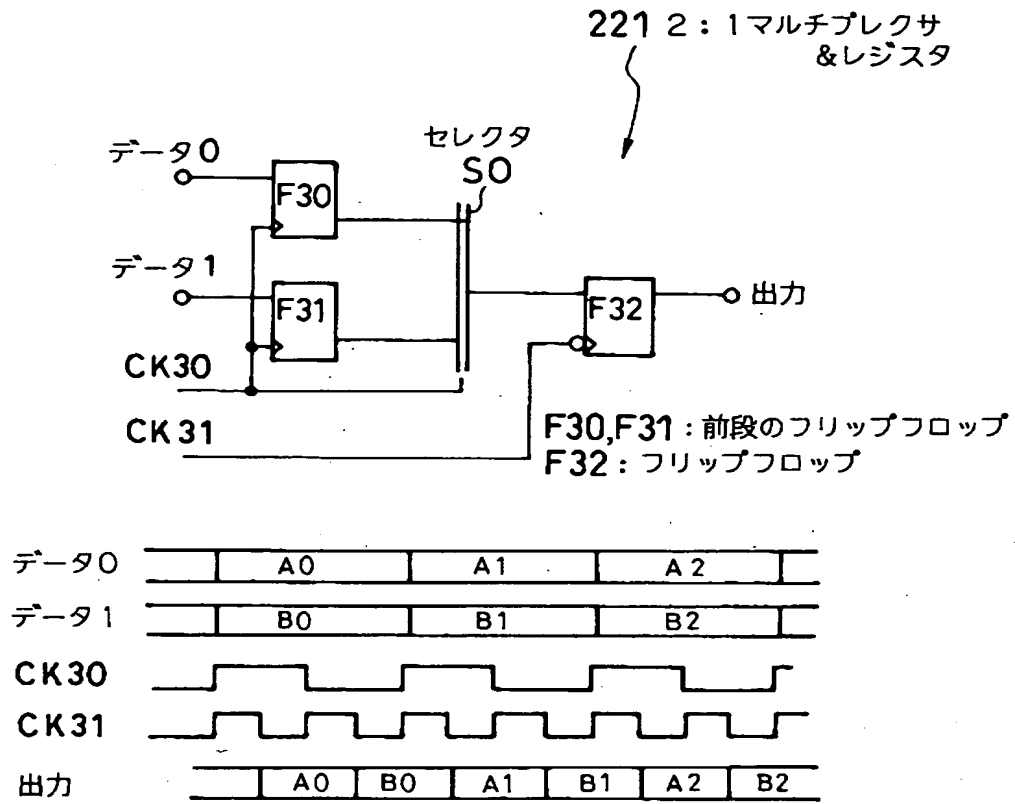 221 2:1マルチプレクサ
&レジスタ
セレクタ
S0
データ0
F30
データ1
F31
F32
出力
CK30
CK31
F30,F31:前段のフリップフロップ
F32:フリップフロップ
データ0 A0 A1 A2
データ1 B0 B1 B2
CK30
CK31
出力 A0 B0 A1 B1 A2 B2